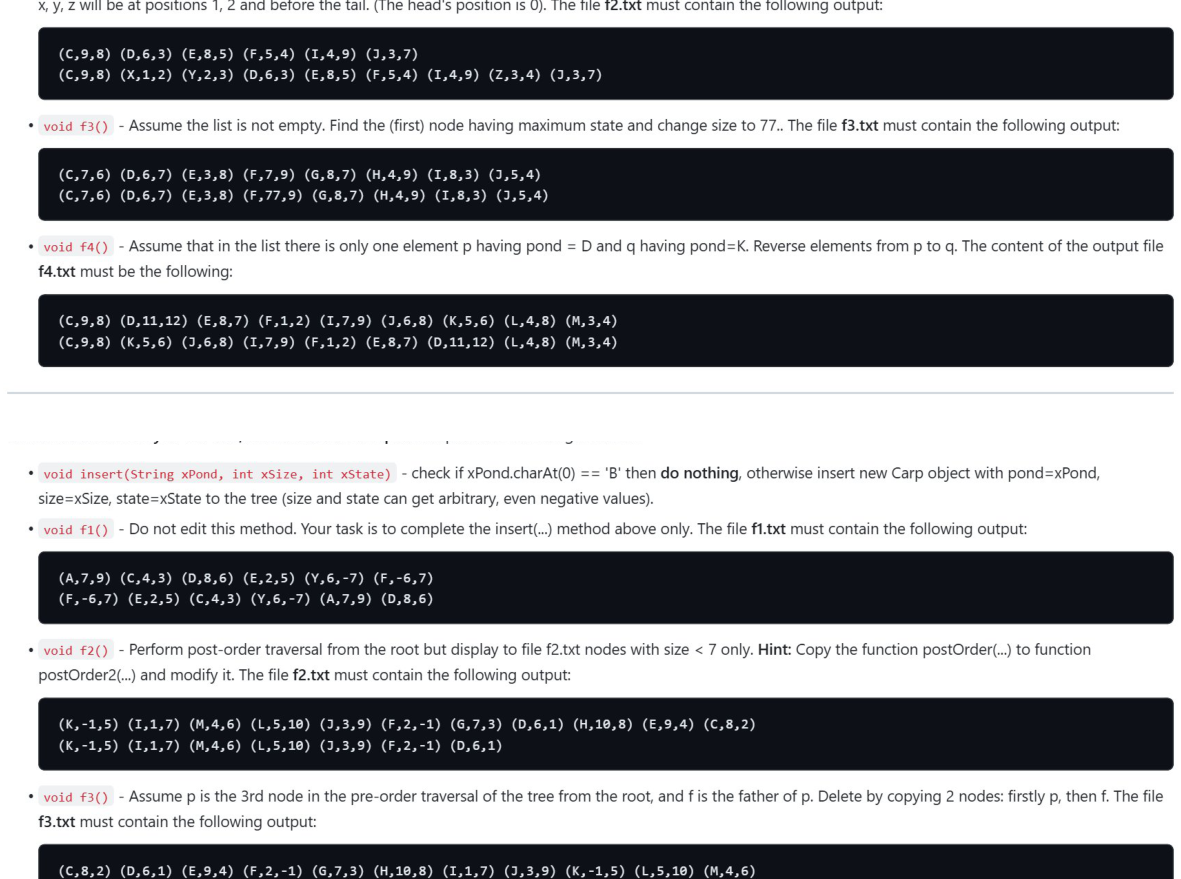 x, y, z will be at positions 1, 2 and before the tail. (The head's position is 0). The file f2.txt must contain the following output:
(C,9,8) (D,6,3) (E,8,5) (F,5,4) (I,4,9) (J,3,7)
(C,9,8) (X,1,2) (Y,2,3) (D,6,3) (E,8,5) (F,5,4) (I,4,9) (Z,3,4) (J,3,7)
• void f3() - Assume the list is not empty. Find the (first) node having maximum state and change size to 77.. The file f3.txt must contain the following output:
(C,7,6) (D,6,7) (E,3,8) (F,7,9) (G,8,7) (H,4,9) (I,8,3) (J,5,4)
(C,7,6) (D,6,7) (E,3,8) (F,77,9) (G,8,7) (H,4,9) (I,8,3) (J,5,4)
• void f4() - Assume that in the list there is only one element p having pond = D and q having pond=K. Reverse elements from p to q. The content of the output file
f4.txt must be the following:
(C,9,8) (D,11,12) (E,8,7) (F,1,2) (I,7,9) (J,6,8) (K,5,6) (L,4,8) (M,3,4)
(C,9,8) (K,5,6) (J,6,8) (I,7,9) (F,1,2) (E,8,7) (D,11,12) (L,4,8) (M,3,4)
• void insert(String xPond, int xSize, int xState) - check if xPond.charAt(0) == 'B' then do nothing, otherwise insert new Carp object with pond=xPond,
size=xSize, state=xState to the tree (size and state can get arbitrary, even negative values).
• void f1() - Do not edit this method. Your task is to complete the insert(...) method above only. The file f1.txt must contain the following output:
(A,7,9) (C,4,3) (D,8,6) (E,2,5) (Y,6,-7) (F,-6,7)
(F,-6,7) (E,2,5) (C,4,3) (Y,6,-7) (A,7,9) (D,8,6)
• void f2() - Perform post-order traversal from the root but display to file f2.txt nodes with size < 7 only. Hint: Copy the function postOrder(...) to function
postOrder2(...) and modify it. The file f2.txt must contain the following output:
(K,-1,5) (I,1,7) (M,4,6) (L,5,10) (J,3,9) (F,2,-1) (G,7,3) (D,6,1) (H,10,8) (E,9,4) (C,8,2)
(K,-1,5) (I,1,7) (M,4,6) (L,5,10) (J,3,9) (F,2,-1) (D,6,1)
• void f3() - Assume p is the 3rd node in the pre-order traversal of the tree from the root, and f is the father of p. Delete by copying 2 nodes: firstly p, then f. The file
f3.txt must contain the following output:
(C,8,2) (D,6,1) (E,9,4) (F,2,-1) (G,7,3) (H,10,8) (I,1,7) (J,3,9) (K,-1,5) (L,5,10) (M,4,6)